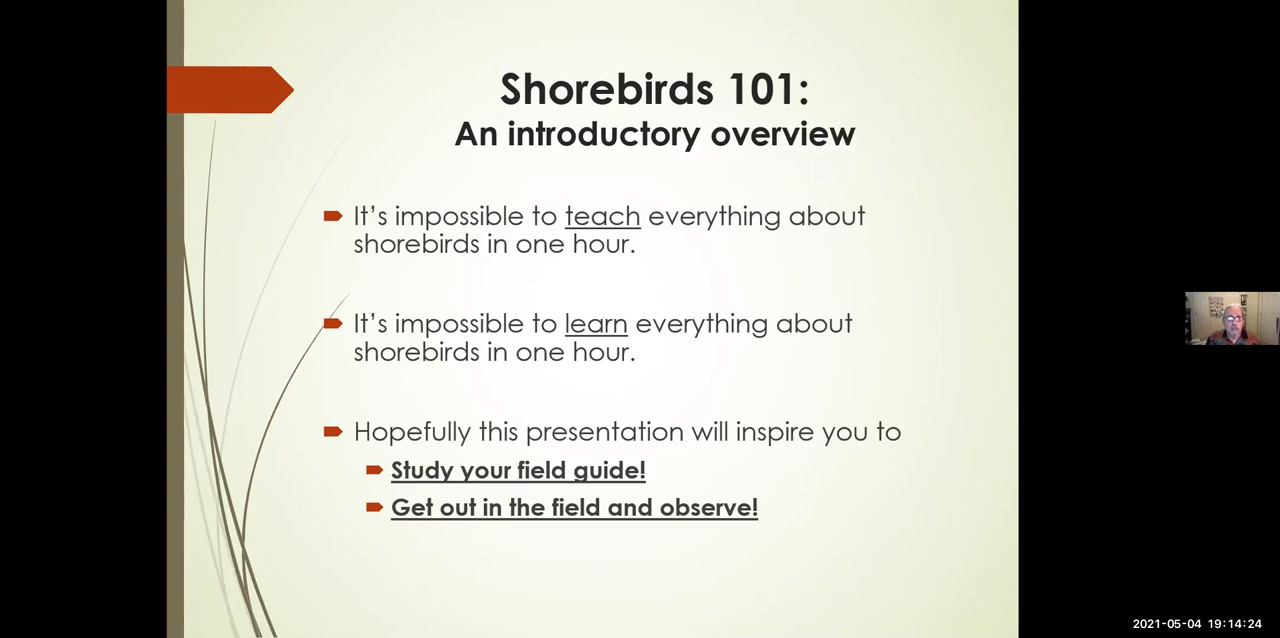 Shorebirds 101:
An introductory overview
It's impossible to teach everything about
shorebirds in one hour.
It's impossible to learn everything about
shorebirds in one hour.
Hopefully this presentation will inspire you to
Study your field guide!
Get out in the field and observe!
2021-05-04 19:14:24